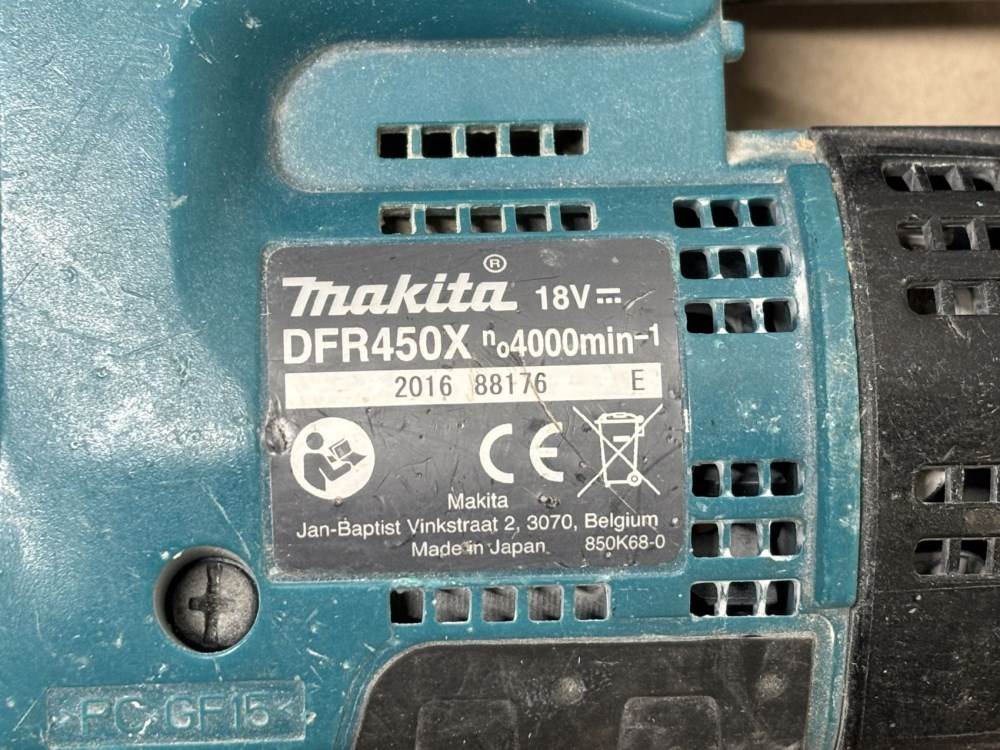 makita® 18V⎓
DFR450X n₀4000min-1
2016 88176 E
CE
Makita
Jan-Baptist Vinkstraat 2, 3070, Belgium
Made in Japan 850K68-0
>PC GF15<